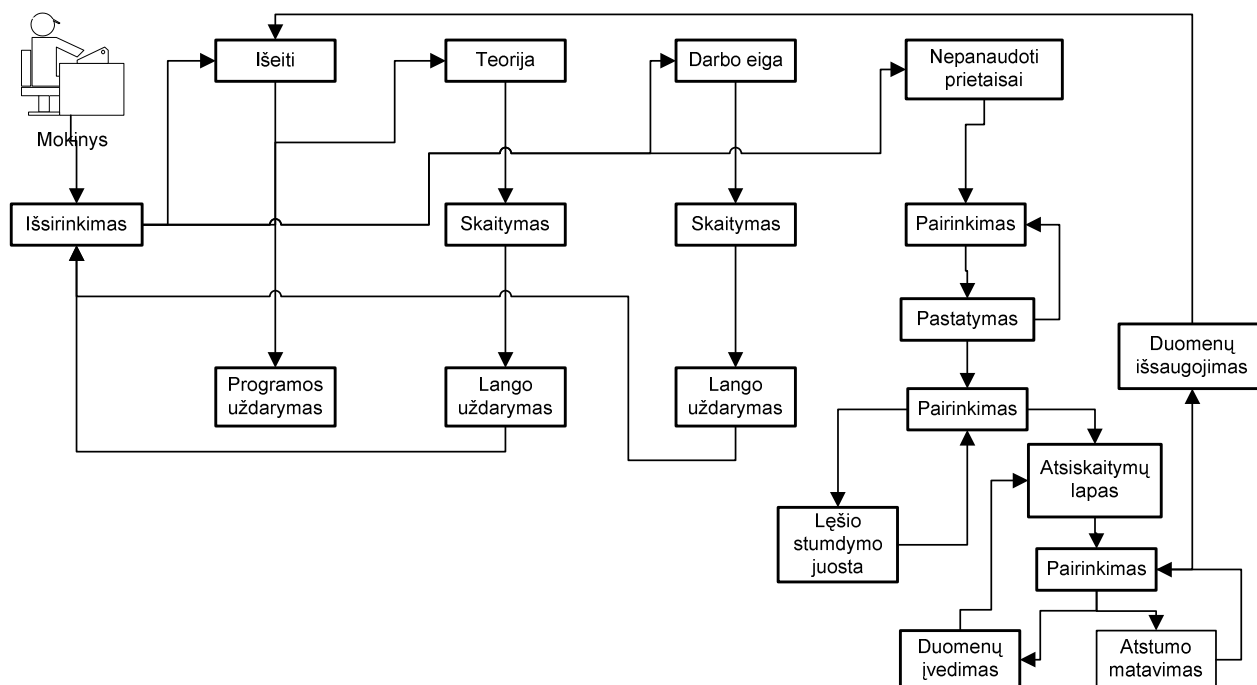 Išeiti
Teorija
Darbo eiga
Nepanaudoti
prietaisai
Mokinys
Išsirinkimas
Skaitymas
Skaitymas
Pairinkimas
Pastatymas
Programos
uždarymas
Lango
uždarymas
Lango
uždarymas
Pairinkimas
Duomenų
išsaugojimas
Atsiskaitymų
lapas
Lęšio
stumdymo
juosta
Pairinkimas
Duomenų
įvedimas
Atstumo
matavimas